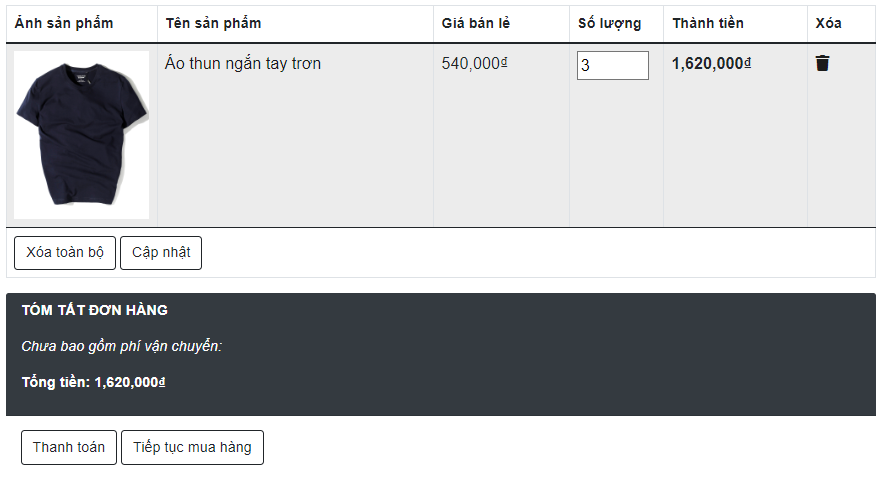 Ảnh sản phẩm Tên sản phẩm Giá bán lẻ Số lượng Thành tiền Xóa
Áo thun ngắn tay trơn 540,000₫ 3 1,620,000₫
Xóa toàn bộ Cập nhật
TÓM TẮT ĐƠN HÀNG
Chưa bao gồm phí vận chuyển:
Tổng tiền: 1,620,000₫
Thanh toán Tiếp tục mua hàng